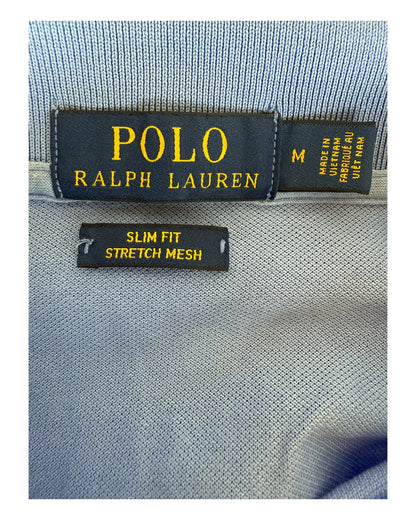 POLO
RALPH LAUREN
M
MADE IN
VIETNAM
FABRIQUÉ AU
VIÊT NAM
SLIM FIT
STRETCH MESH